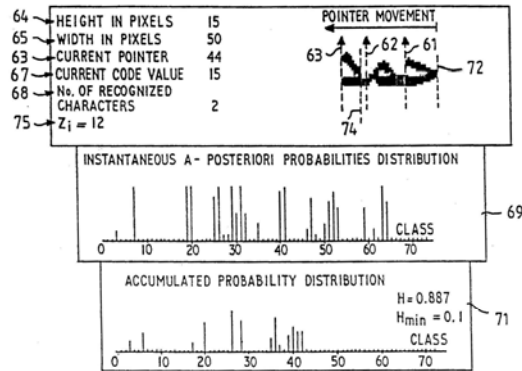 64 HEIGHT IN PIXELS 15
65 WIDTH IN PIXELS 50
63 CURRENT POINTER 44
67 CURRENT CODE VALUE 15
68 No. OF RECOGNIZED
CHARACTERS 2
75 Zi = 12
POINTER MOVEMENT
63 62 61
72
74
INSTANTANEOUS A- POSTERIORI PROBABILITIES DISTRIBUTION
69
CLASS
0 10 20 30 40 50 60 70
ACCUMULATED PROBABILITY DISTRIBUTION
H=0.887
Hmin = 0.1
71
CLASS
0 10 20 30 40 50 60 70